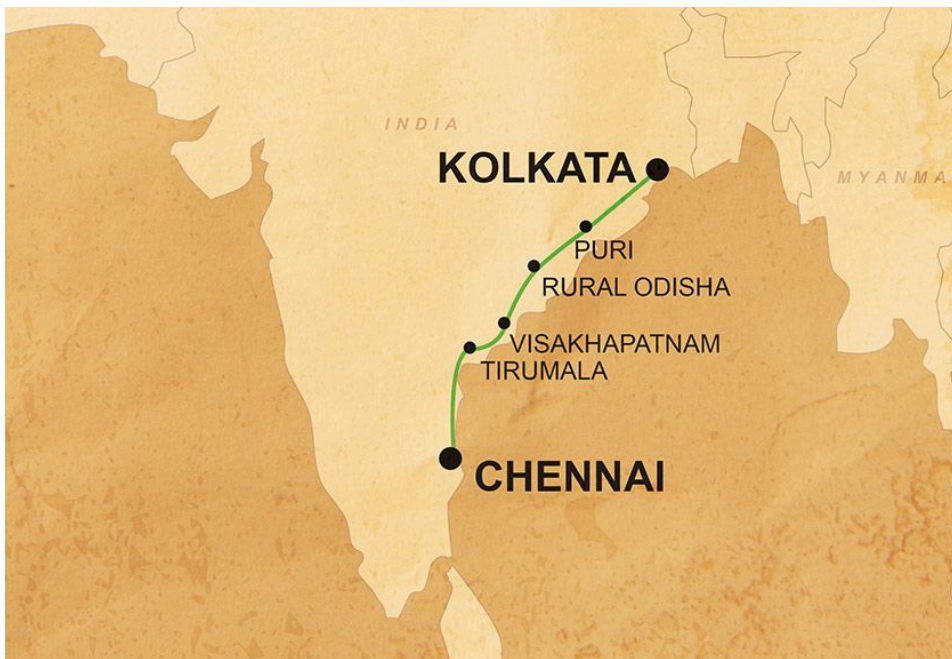 INDIA
KOLKATA
MYANMA
PURI
RURAL ODISHA
VISAKHAPATNAM
TIRUMALA
CHENNAI